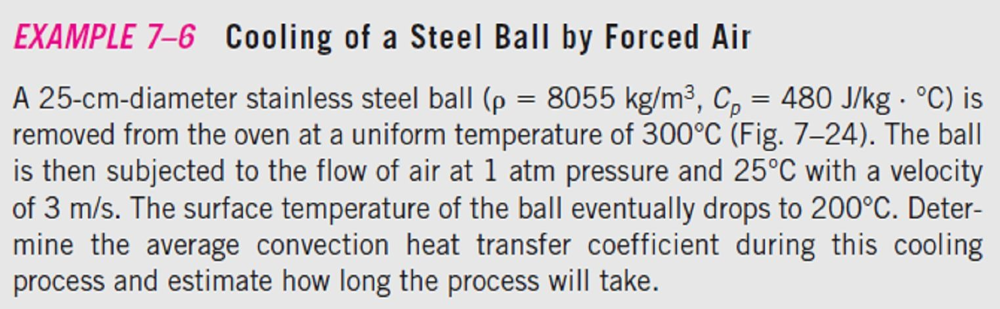 EXAMPLE 7–6 Cooling of a Steel Ball by Forced Air
A 25-cm-diameter stainless steel ball (ρ = 8055 kg/m³, Cₚ = 480 J/kg · °C) is
removed from the oven at a uniform temperature of 300°C (Fig. 7–24). The ball
is then subjected to the flow of air at 1 atm pressure and 25°C with a velocity
of 3 m/s. The surface temperature of the ball eventually drops to 200°C. Deter-
mine the average convection heat transfer coefficient during this cooling
process and estimate how long the process will take.